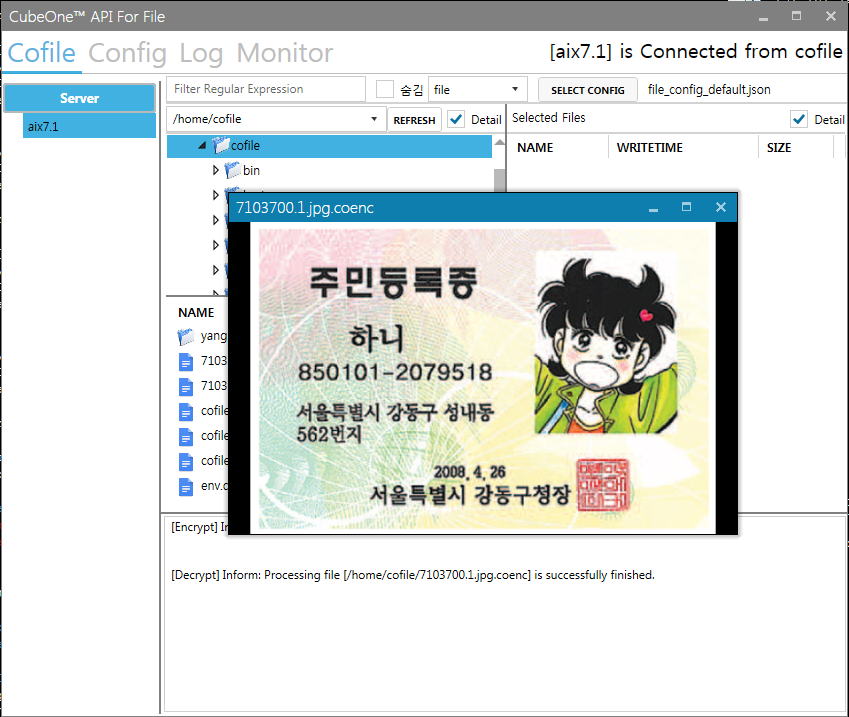 CubeOne™ API For File
Cofile Config Log Monitor
[aix7.1] is Connected from cofile
Server
aix7.1
Filter Regular Expression
숨김
file
SELECT CONFIG
file_config_default.json
/home/cofile
REFRESH
Detail
Selected Files
Detail
cofile
bin
NAME WRITETIME SIZE
7103700.1.jpg.coenc
주민등록증
하니
850101-2079518
서울특별시 강동구 성내동
562번지
2008. 4. 26
서울특별시 강동구청장
NAME
yang
7103
7103
cofile
cofile
cofile
env.
[Encrypt]
[Decrypt] Inform: Processing file [/home/cofile/7103700.1.jpg.coenc] is successfully finished.